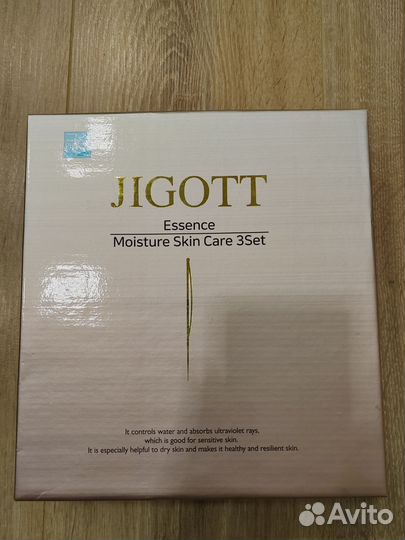 JIGOTT
Essence
Moisture Skin Care 3Set
It controls water and absorbs ultraviolet rays,
which is good for sensitive skin.
It is especially helpful to dry skin and makes it healthy and resilient skin.
Avito